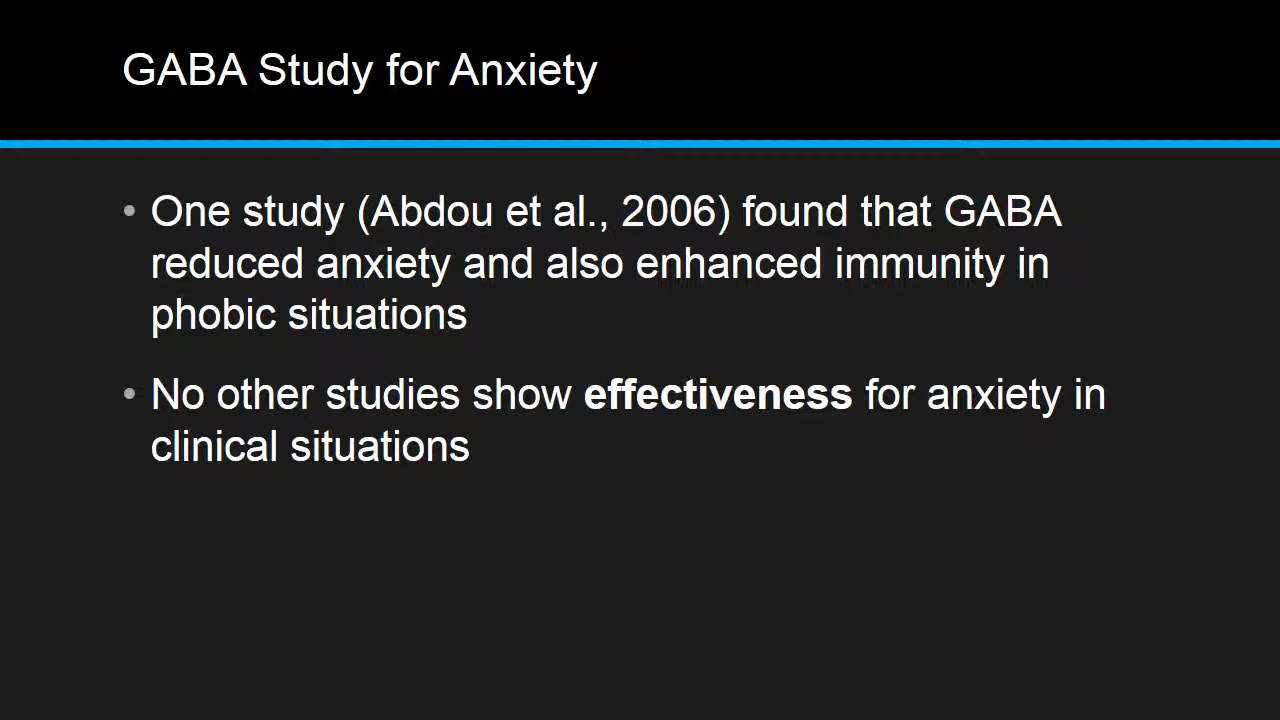 GABA Study for Anxiety
• One study (Abdou et al., 2006) found that GABA
reduced anxiety and also enhanced immunity in
phobic situations
• No other studies show effectiveness for anxiety in
clinical situations